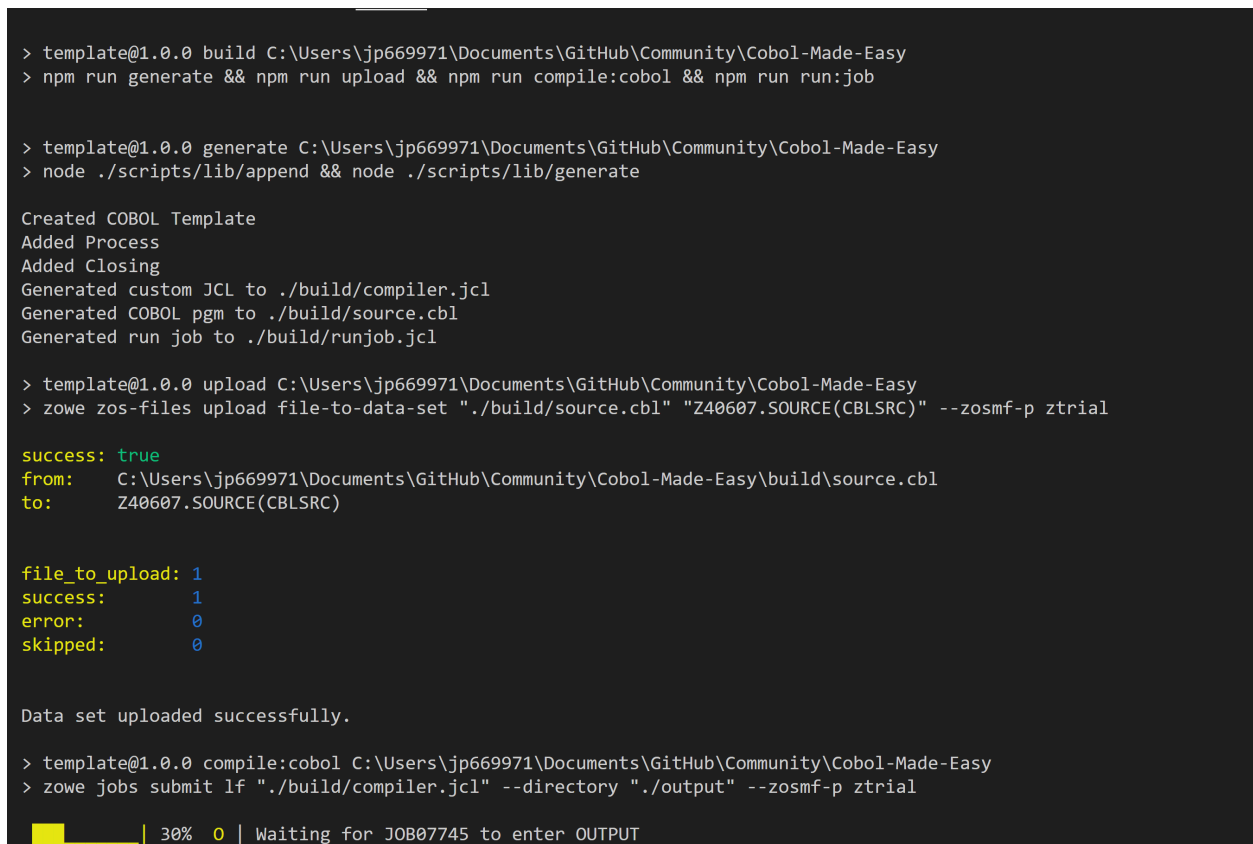 > template@1.0.0 build C:\Users\jp669971\Documents\GitHub\Community\Cobol-Made-Easy
> npm run generate && npm run upload && npm run compile:cobol && npm run run:job
> template@1.0.0 generate C:\Users\jp669971\Documents\GitHub\Community\Cobol-Made-Easy
> node ./scripts/lib/append && node ./scripts/lib/generate
Created COBOL Template
Added Process
Added Closing
Generated custom JCL to ./build/compiler.jcl
Generated COBOL pgm to ./build/source.cbl
Generated run job to ./build/runjob.jcl
> template@1.0.0 upload C:\Users\jp669971\Documents\GitHub\Community\Cobol-Made-Easy
> zowe zos-files upload file-to-data-set "./build/source.cbl" "Z40607.SOURCE(CBLSRC)" --zosmf-p ztrial
success: true
from: C:\Users\jp669971\Documents\GitHub\Community\Cobol-Made-Easy\build\source.cbl
to: Z40607.SOURCE(CBLSRC)
file_to_upload: 1
success: 1
error: 0
skipped: 0
Data set uploaded successfully.
> template@1.0.0 compile:cobol C:\Users\jp669971\Documents\GitHub\Community\Cobol-Made-Easy
> zowe jobs submit lf "./build/compiler.jcl" --directory "./output" --zosmf-p ztrial
| 30% O | Waiting for JOB07745 to enter OUTPUT